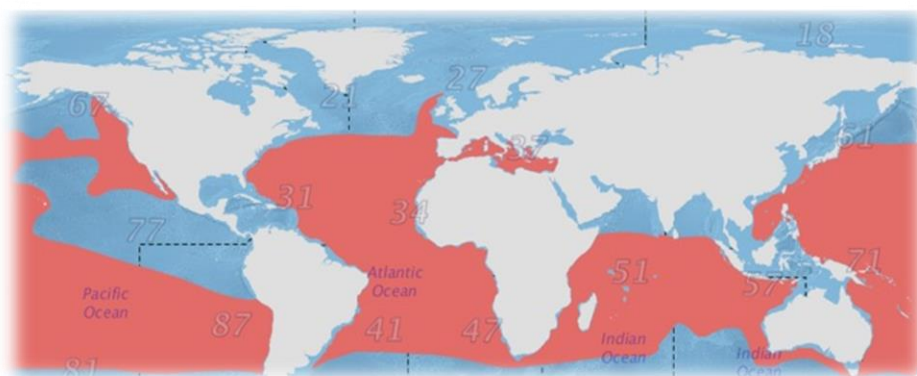 18
27
67
21
61
37
31
34
77
51
71
57
Atlantic
Ocean
Pacific
Ocean
87
41
47
Indian
Ocean
Indian
Ocean
81